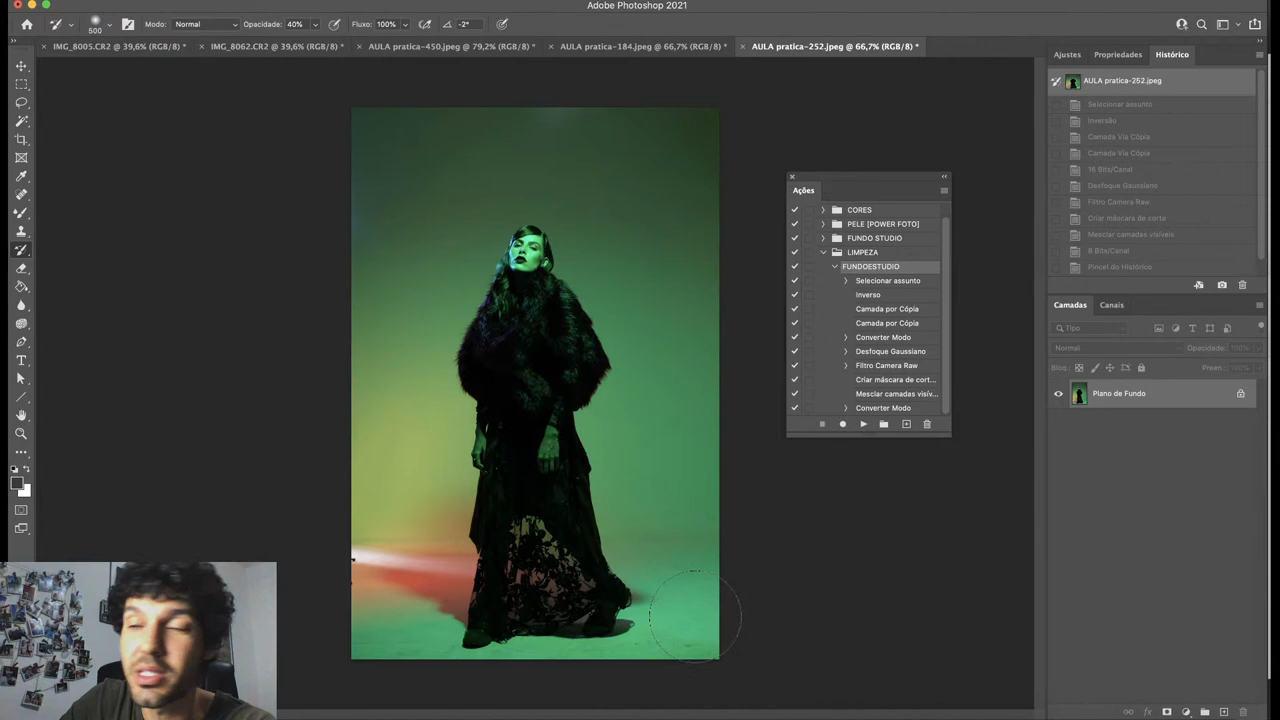 Adobe Photoshop 2021
500 Modo: Normal Opacidade: 40% Fluxo: 100% -2°
IMG_8005.CR2 @ 39,6% (RGB/8) * IMG_8062.CR2 @ 39,6% (RGB/8) * AULA pratica-450.jpeg @ 79,2% (RGB/8) * AULA pratica-184.jpeg @ 66,7% (RGB/8) * AULA pratica-252.jpeg @ 66,7% (RGB/8) *
Ajustes Propriedades Histórico
AULA pratica-252.jpeg
Selecionar assunto
Inversão
Camada Via Cópia
Camada Via Cópia
16 Bits/Canal
Desfoque Gaussiano
Filtro Camera Raw
Criar máscara de corte
Mesclar camadas visíveis
8 Bits/Canal
Pincel do Histórico
Ações
CORES
PELE [POWER FOTO]
FUNDO STUDIO
LIMPEZA
FUNDOESTUDIO
Selecionar assunto
Inverso
Camada por Cópia
Camada por Cópia
Converter Modo
Desfoque Gaussiano
Filtro Camera Raw
Criar máscara de cort...
Mesclar camadas visív...
Converter Modo
Camadas Canais
Tipo
Normal Opacidade: 100%
Bloq.: Preen.: 100%
Plano de Fundo